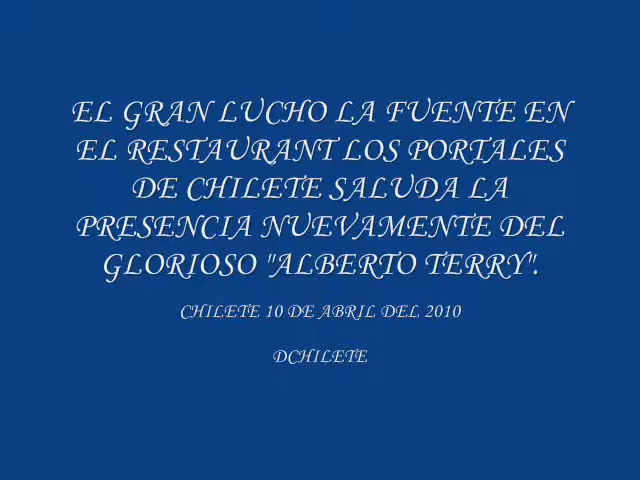 EL GRAN LUCHO LA FUENTE EN
EL RESTAURANT LOS PORTALES
DE CHILETE SALUDA LA
PRESENCIA NUEVAMENTE DEL
GLORIOSO "ALBERTO TERRY".
CHILETE 10 DE ABRIL DEL 2010
DCHILETE